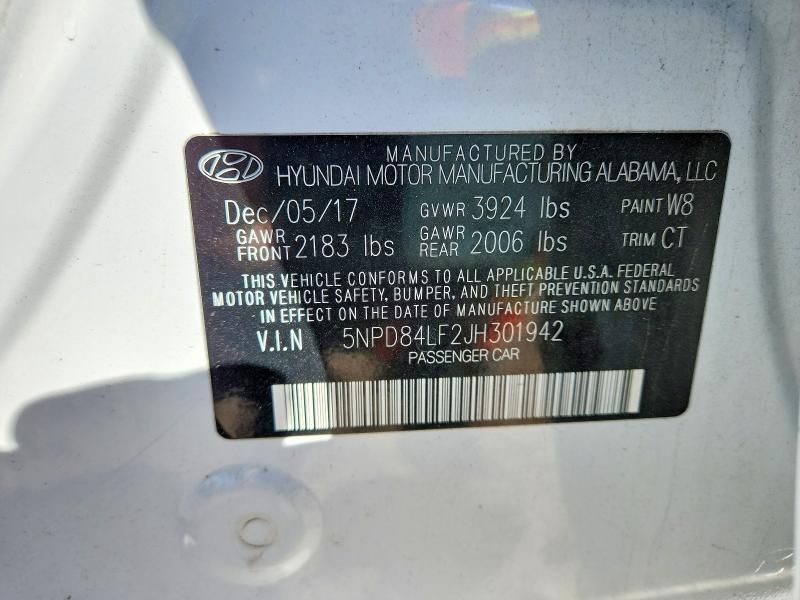 MANUFACTURED BY
HYUNDAI MOTOR MANUFACTURING ALABAMA, LLC
Dec/05/17 GVWR 3924 lbs PAINT W8
GAWR FRONT 2183 lbs GAWR REAR 2006 lbs TRIM CT
THIS VEHICLE CONFORMS TO ALL APPLICABLE U.S.A. FEDERAL
MOTOR VEHICLE SAFETY, BUMPER, AND THEFT PREVENTION STANDARDS
IN EFFECT ON THE DATE OF MANUFACTURE SHOWN ABOVE
V.I.N 5NPD84LF2JH301942
PASSENGER CAR